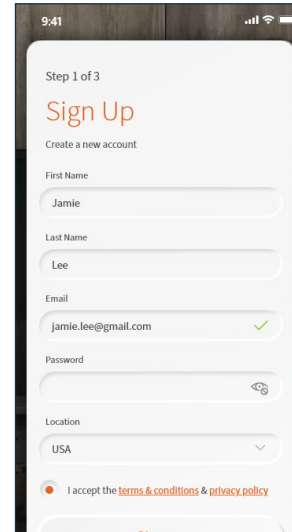 9:41
Step 1 of 3
Sign Up
Create a new account
First Name
Jamie
Last Name
Lee
Email
jamie.lee@gmail.com
Password
Location
USA
I accept the terms & conditions & privacy policy